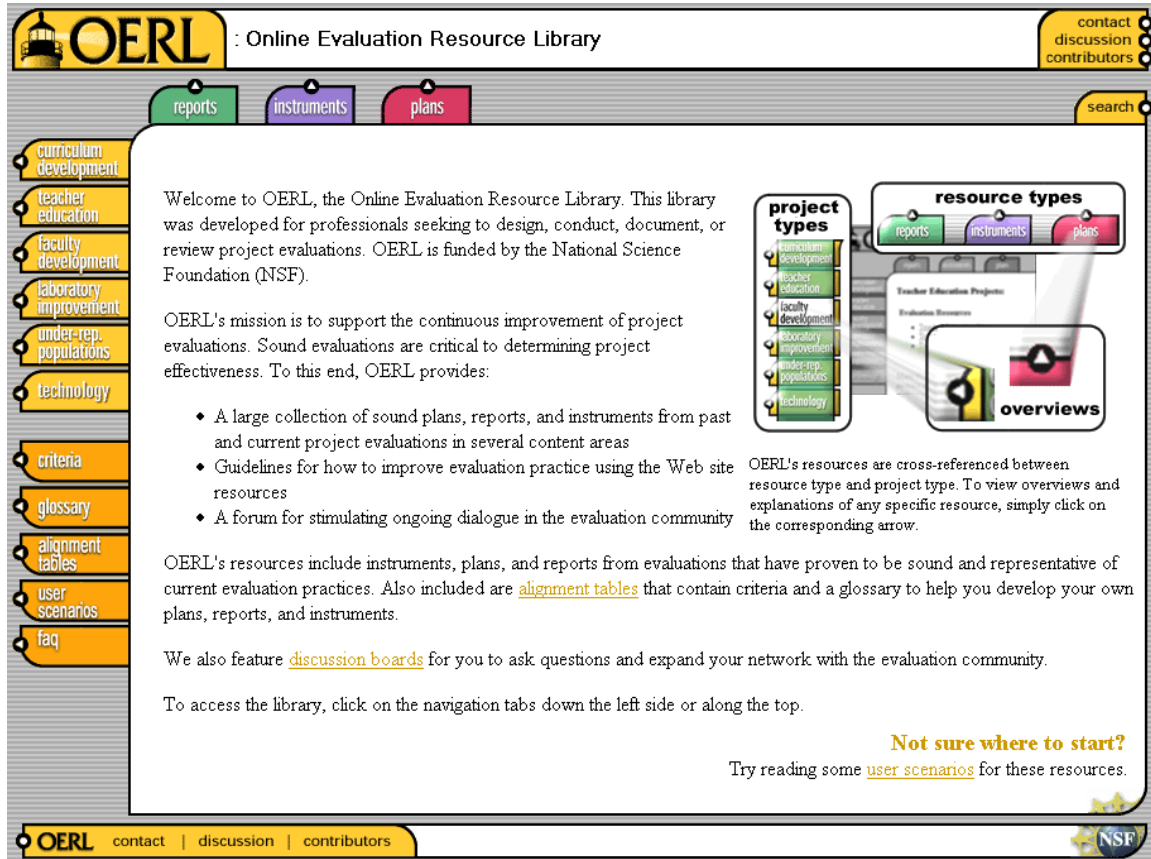 OERL : Online Evaluation Resource Library
contact
discussion
contributors
reports instruments plans
search
curriculum
development
teacher
education
faculty
development
laboratory
improvement
under-rep.
populations
technology
criteria
glossary
alignment
tables
user
scenarios
faq
Welcome to OERL, the Online Evaluation Resource Library. This library
was developed for professionals seeking to design, conduct, document, or
review project evaluations. OERL is funded by the National Science
Foundation (NSF).
OERL's mission is to support the continuous improvement of project
evaluations. Sound evaluations are critical to determining project
effectiveness. To this end, OERL provides:
• A large collection of sound plans, reports, and instruments from past
and current project evaluations in several content areas
• Guidelines for how to improve evaluation practice using the Web site
resources
• A forum for stimulating ongoing dialogue in the evaluation community
project
types
curriculum
development
teacher
education
faculty
development
laboratory
improvement
under-rep.
populations
technology
resource types
reports instruments plans
Teacher Education Projects:
Evaluation Resources
overviews
OERL's resources are cross-referenced between
resource type and project type. To view overviews and
explanations of any specific resource, simply click on
the corresponding arrow.
OERL's resources include instruments, plans, and reports from evaluations that have proven to be sound and representative of
current evaluation practices. Also included are alignment tables that contain criteria and a glossary to help you develop your own
plans, reports, and instruments.
We also feature discussion boards for you to ask questions and expand your network with the evaluation community.
To access the library, click on the navigation tabs down the left side or along the top.
Not sure where to start?
Try reading some user scenarios for these resources.
OERL contact | discussion | contributors
NSF